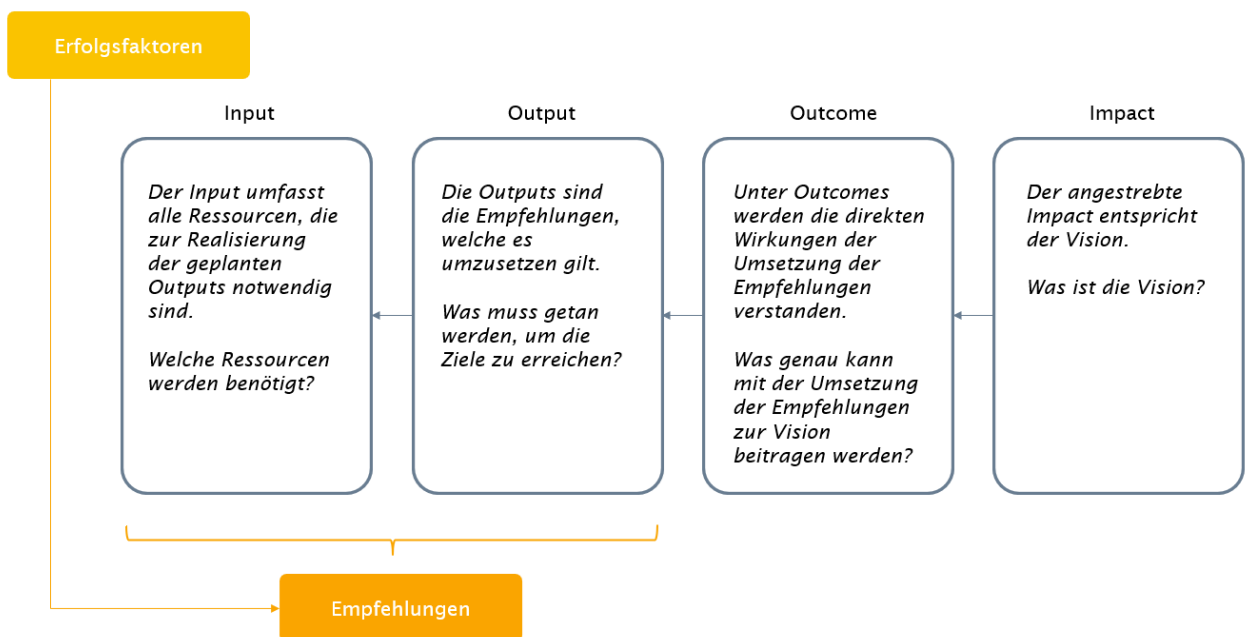 Erfolgsfaktoren
Input
Der Input umfasst
alle Ressourcen, die
zur Realisierung
der geplanten
Outputs notwendig
sind.
Welche Ressourcen
werden benötigt?
Output
Die Outputs sind
die Empfehlungen,
welche es
umzusetzen gilt.
Was muss getan
werden, um die
Ziele zu erreichen?
Outcome
Unter Outcomes
werden die direkten
Wirkungen der
Umsetzung der
Empfehlungen
verstanden.
Was genau kann
mit der Umsetzung
der Empfehlungen
zur Vision
beitragen werden?
Impact
Der angestrebte
Impact entspricht
der Vision.
Was ist die Vision?
Empfehlungen